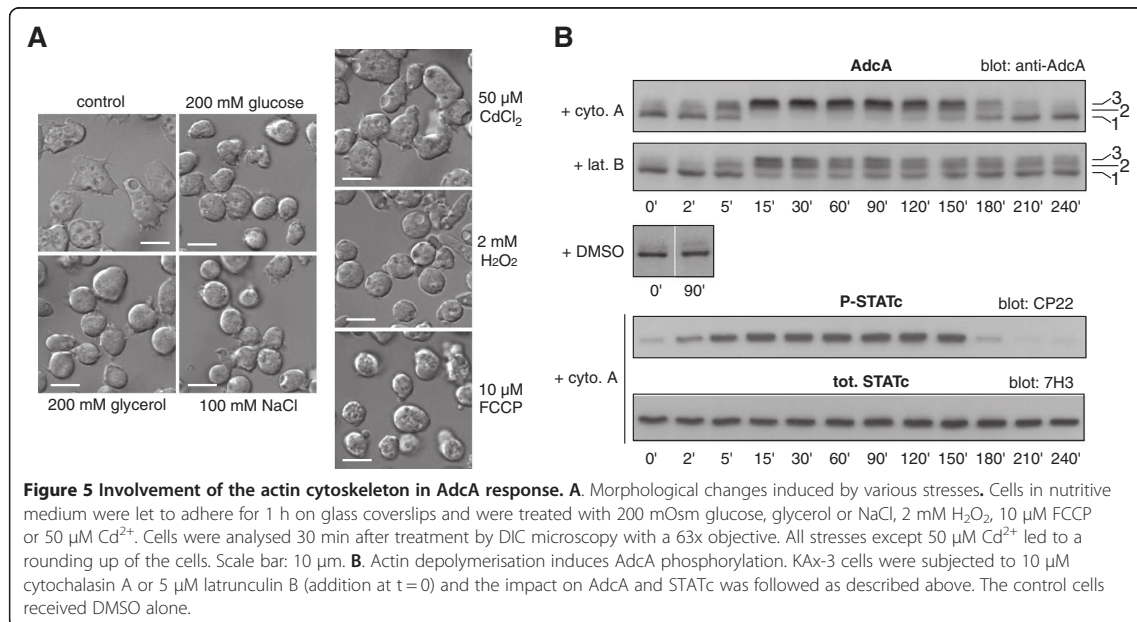 A
control
200 mM glucose
200 mM glycerol
100 mM NaCl
50 µM
CdCl2
2 mM
H2O2
10 µM
FCCP
B
AdcA
blot: anti-AdcA
+ cyto. A
3
2
1
+ lat. B
3
2
1
0' 2' 5' 15' 30' 60' 90' 120' 150' 180' 210' 240'
+ DMSO
0' 90'
P-STATc
blot: CP22
+ cyto. A
tot. STATc
blot: 7H3
0' 2' 5' 15' 30' 60' 90' 120' 150' 180' 210' 240'
Figure 5 Involvement of the actin cytoskeleton in AdcA response. A. Morphological changes induced by various stresses. Cells in nutritive
medium were let to adhere for 1 h on glass coverslips and were treated with 200 mOsm glucose, glycerol or NaCl, 2 mM H2O2, 10 µM FCCP
or 50 µM Cd2+. Cells were analysed 30 min after treatment by DIC microscopy with a 63x objective. All stresses except 50 µM Cd2+ led to a
rounding up of the cells. Scale bar: 10 µm. B. Actin depolymerisation induces AdcA phosphorylation. KAx-3 cells were subjected to 10 µM
cytochalasin A or 5 µM latrunculin B (addition at t = 0) and the impact on AdcA and STATc was followed as described above. The control cells
received DMSO alone.